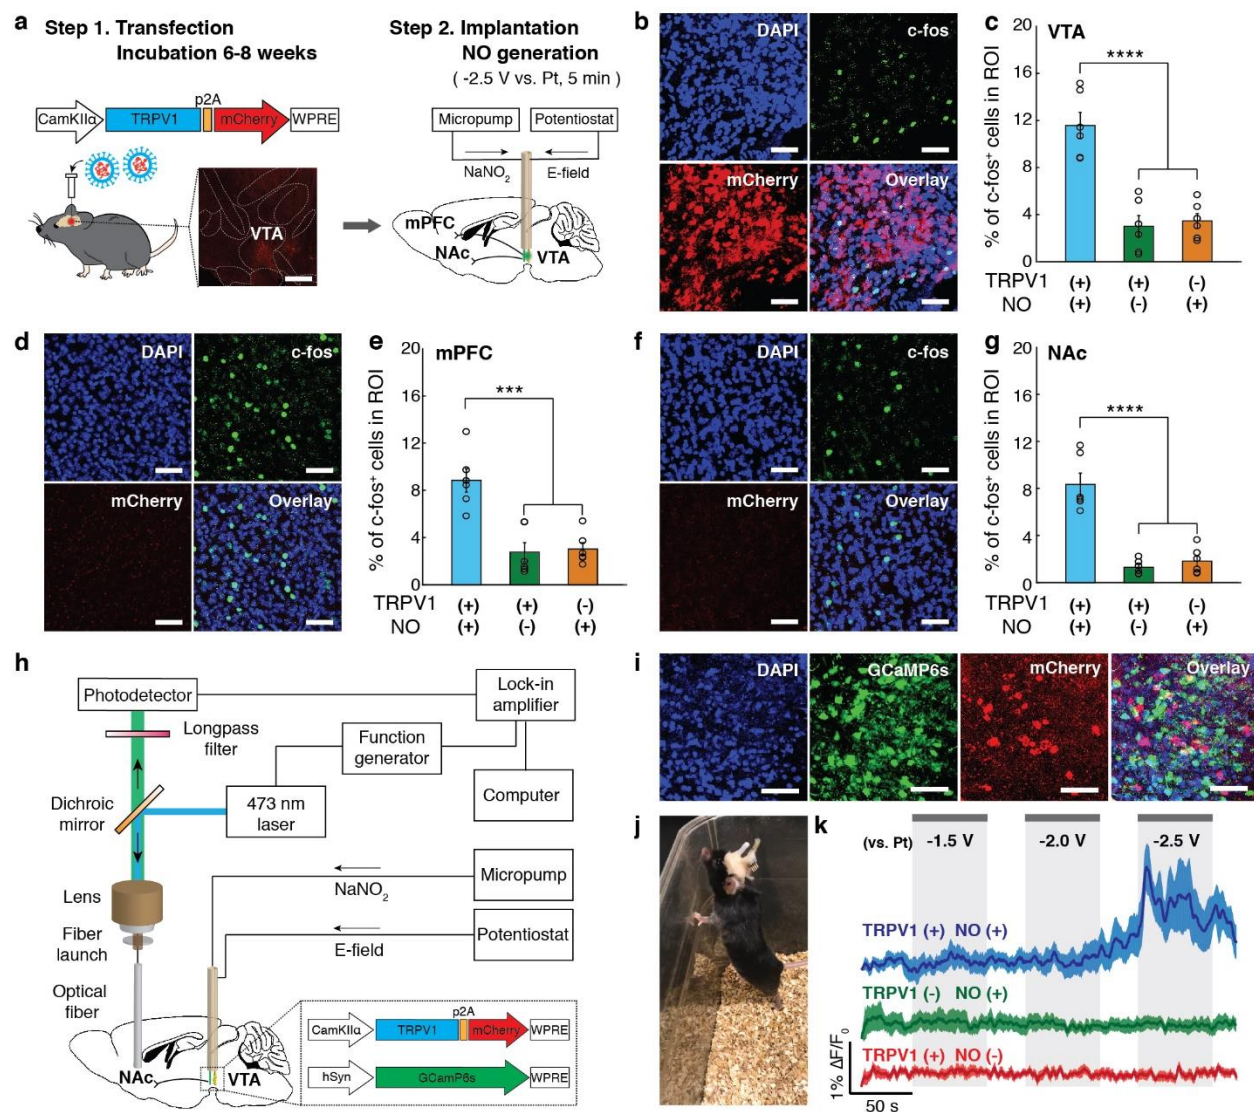 a
Step 1. Transfection
Incubation 6-8 weeks
CamKIIα
TRPV1
p2A
mCherry
WPRE
VTA
Step 2. Implantation
NO generation
( -2.5 V vs. Pt, 5 min )
Micropump
Potentiostat
NaNO2
E-field
mPFC
NAc
VTA
b
DAPI
c-fos
mCherry
Overlay
c
VTA
% of c-fos+ cells in ROI
20
16
12
8
4
0
****
TRPV1 (+) (+) (-)
NO (+) (-) (+)
d
DAPI
c-fos
mCherry
Overlay
e
mPFC
% of c-fos+ cells in ROI
20
16
12
8
4
0
***
TRPV1 (+) (+) (-)
NO (+) (-) (+)
f
DAPI
c-fos
mCherry
Overlay
g
NAc
% of c-fos+ cells in ROI
20
16
12
8
4
0
****
TRPV1 (+) (+) (-)
NO (+) (-) (+)
h
Photodetector
Lock-in
amplifier
Longpass
filter
Function
generator
Dichroic
mirror
473 nm
laser
Computer
Lens
NaNO2
Micropump
Fiber
launch
E-field
Potentiostat
Optical
fiber
NAc
VTA
CamKIIα
TRPV1
p2A
mCherry
WPRE
hSyn
GCamP6s
WPRE
i
DAPI
GCaMP6s
mCherry
Overlay
j
k
(vs. Pt)
-1.5 V
-2.0 V
-2.5 V
TRPV1 (+) NO (+)
TRPV1 (-) NO (+)
TRPV1 (+) NO (-)
1% ΔF/F0
50 s